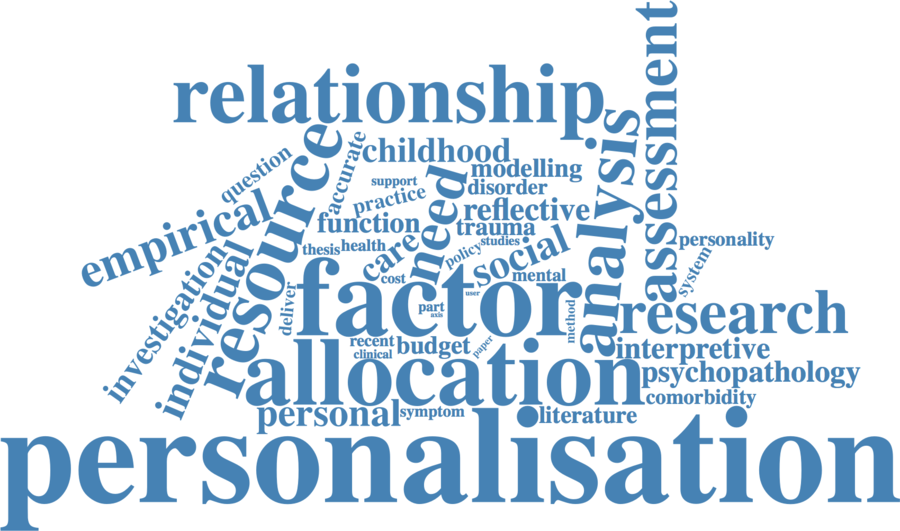 relationship
assessment
resource
analysis
childhood
accurate
question
modelling
support
disorder
practice
need
empirical
reflective
function
trauma
thesis
health
care
policy
studies
social
personality
system
investigation
individual
cost
mental
deliver
factor
user
part
axis
method
research
recent
clinical
budget
paper
interpretive
allocation
psychopathology
comorbidity
personal
symptom
literature
personalisation